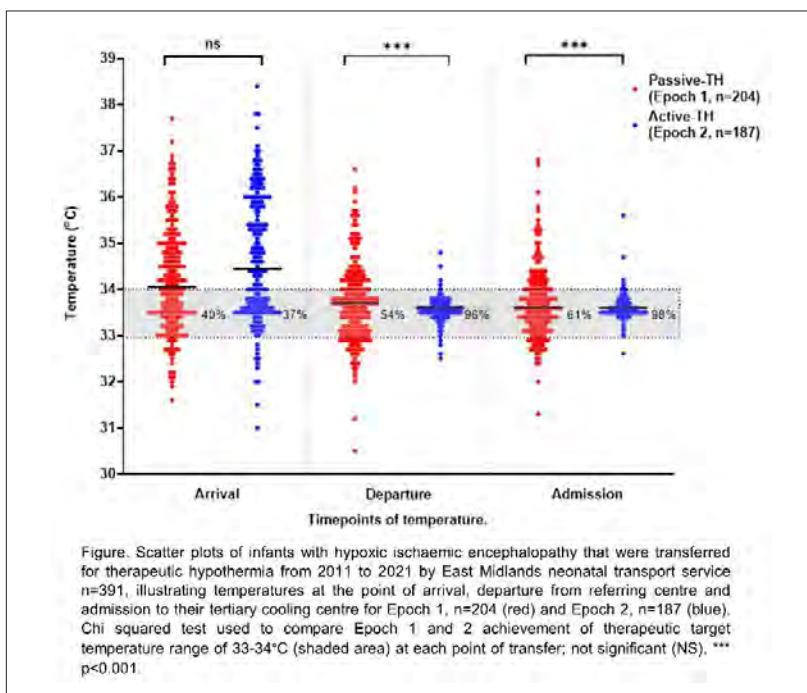 ns
***
***
39
38
37
36
35
34
33
32
31
30
Temperature (°C)
Passive-TH
(Epoch 1, n=204)
Active-TH
(Epoch 2, n=187)
40%
37%
54%
96%
61%
98%
Arrival
Departure
Admission
Timepoints of temperature.
Figure. Scatter plots of infants with hypoxic ischaemic encephalopathy that were transferred
for therapeutic hypothermia from 2011 to 2021 by East Midlands neonatal transport service
n=391, illustrating temperatures at the point of arrival, departure from referring centre and
admission to their tertiary cooling centre for Epoch 1, n=204 (red) and Epoch 2, n=187 (blue).
Chi squared test used to compare Epoch 1 and 2 achievement of therapeutic target
temperature range of 33-34°C (shaded area) at each point of transfer; not significant (NS), ***
p<0.001.